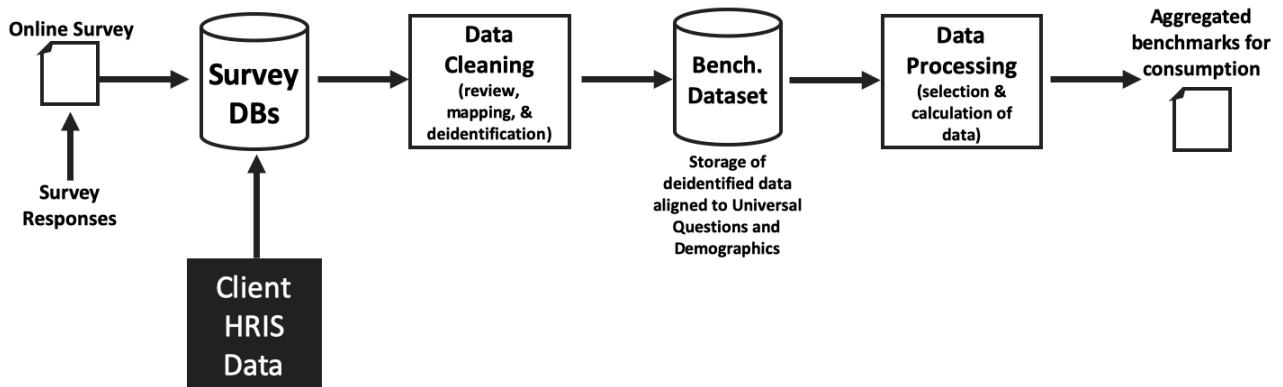 Online Survey
Survey
Responses
Survey
DBs
Client
HRIS
Data
Data
Cleaning
(review,
mapping, &
deidentification)
Bench.
Dataset
Storage of
deidentified data
aligned to Universal
Questions and
Demographics
Data
Processing
(selection &
calculation of
data)
Aggregated
benchmarks for
consumption